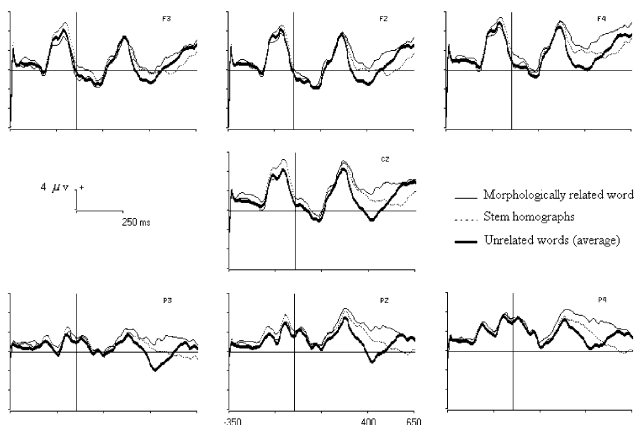 F3
FZ
F4
CZ
4 μv +
250 ms
Morphologically related word
Stem homographs
Unrelated words (average)
P3
PZ
P4
-350
400
650